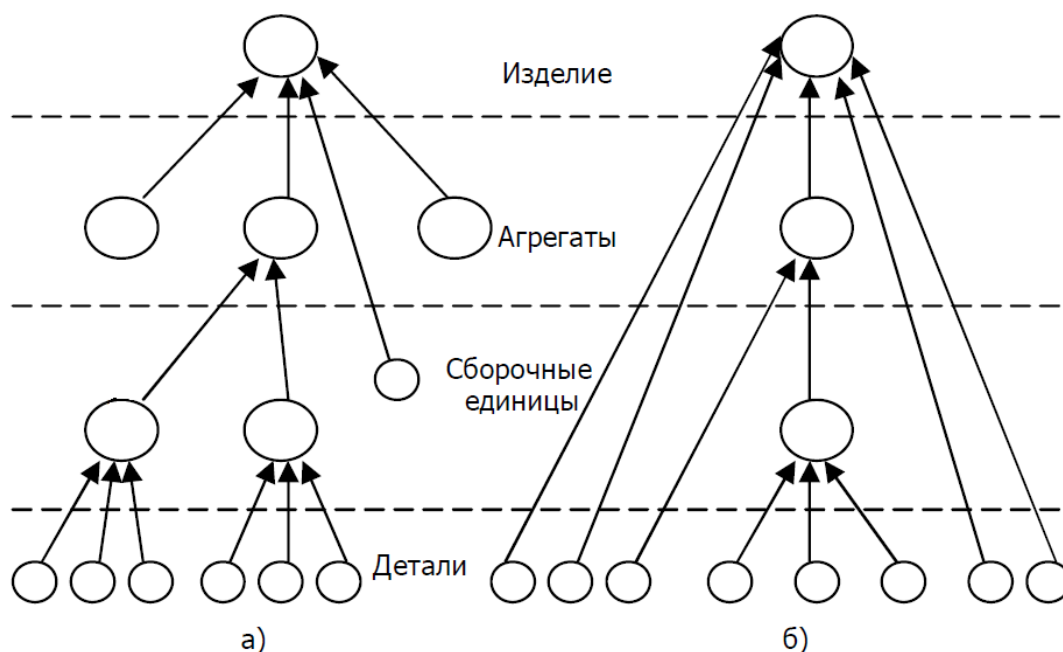 Изделие
Агрегаты
Сборочные
единицы
Детали
а)
б)